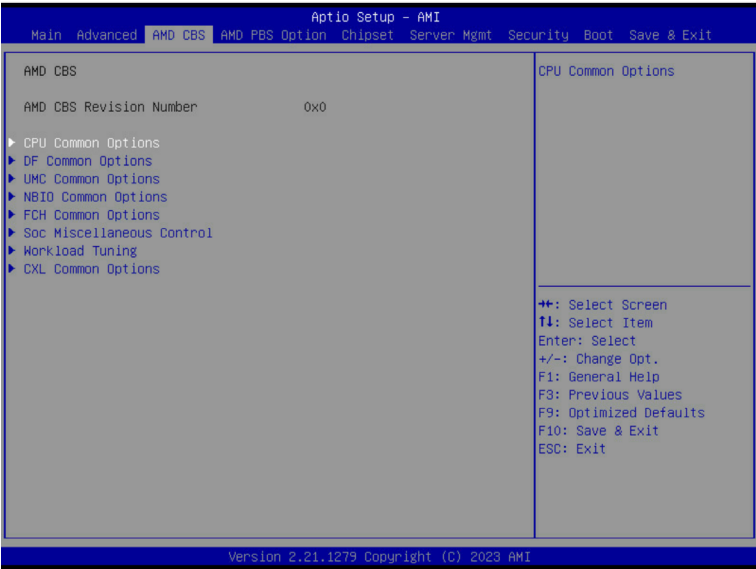 Aptio Setup – AMI
Main Advanced AMD CBS AMD PBS Option Chipset Server Mgmt Security Boot Save & Exit
AMD CBS
AMD CBS Revision Number 0x0
▶ CPU Common Options
▶ DF Common Options
▶ UMC Common Options
▶ NBIO Common Options
▶ FCH Common Options
▶ Soc Miscellaneous Control
▶ Workload Tuning
▶ CXL Common Options
CPU Common Options
→←: Select Screen
↑↓: Select Item
Enter: Select
+/-: Change Opt.
F1: General Help
F3: Previous Values
F9: Optimized Defaults
F10: Save & Exit
ESC: Exit
Version 2.21.1279 Copyright (C) 2023 AMI